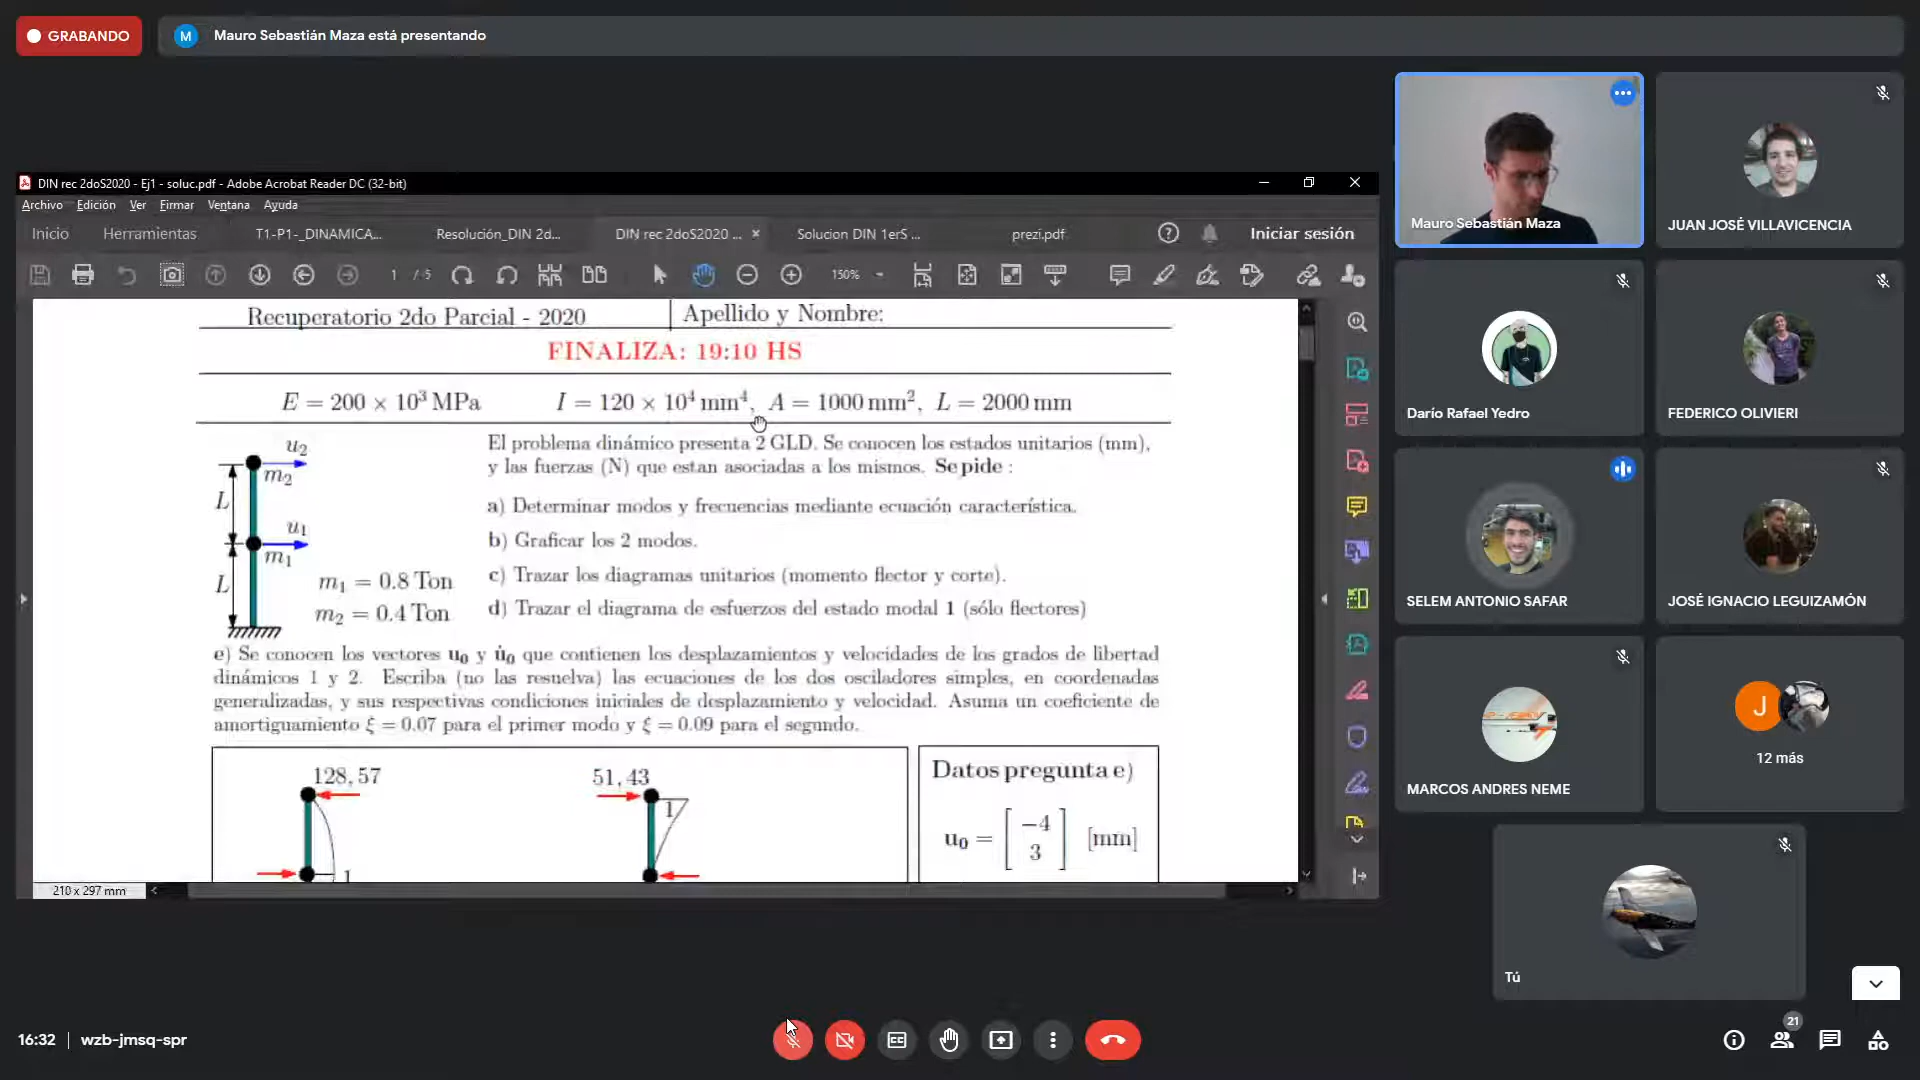 GRABANDO
M
Mauro Sebastián Maza está presentando
DIN rec 2doS2020 - Ej1 - soluc.pdf - Adobe Acrobat Reader DC (32-bit)
Archivo Edición Ver Firmar Ventana Ayuda
Inicio Herramientas T1-P1-_DINAMICA... Resolución_DIN 2d... DIN rec 2doS2020 ... × Solucion DIN 1erS ... prezi.pdf Iniciar sesión
1 / 5 150%
Recuperatorio 2do Parcial - 2020 Apellido y Nombre:
FINALIZA: 19:10 HS
E = 200 × 10³ MPa I = 120 × 10⁴ mm⁴, A = 1000 mm², L = 2000 mm
El problema dinámico presenta 2 GLD. Se conocen los estados unitarios (mm),
y las fuerzas (N) que estan asociadas a los mismos. Se pide :
a) Determinar modos y frecuencias mediante ecuación característica.
b) Graficar los 2 modos.
c) Trazar los diagramas unitarios (momento flector y corte).
d) Trazar el diagrama de esfuerzos del estado modal 1 (sólo flectores)
u₂
m₂
L
u₁
m₁
L
m₁ = 0.8 Ton
m₂ = 0.4 Ton
e) Se conocen los vectores u₀ y u̇₀ que contienen los desplazamientos y velocidades de los grados de libertad
dinámicos 1 y 2. Escriba (no las resuelva) las ecuaciones de los dos osciladores simples, en coordenadas
generalizadas, y sus respectivas condiciones iniciales de desplazamiento y velocidad. Asuma un coeficiente de
amortiguamiento ξ = 0.07 para el primer modo y ξ = 0.09 para el segundo.
128, 57
1
51, 43
1
Datos pregunta e)
u₀ = [ −4
3 ] [mm]
210 x 297 mm
Mauro Sebastián Maza
JUAN JOSÉ VILLAVICENCIA
Darío Rafael Yedro
FEDERICO OLIVIERI
SELEM ANTONIO SAFAR
JOSÉ IGNACIO LEGUIZAMÓN
MARCOS ANDRES NEME
J
12 más
Tú
16:32 | wzb-jmsq-spr
21